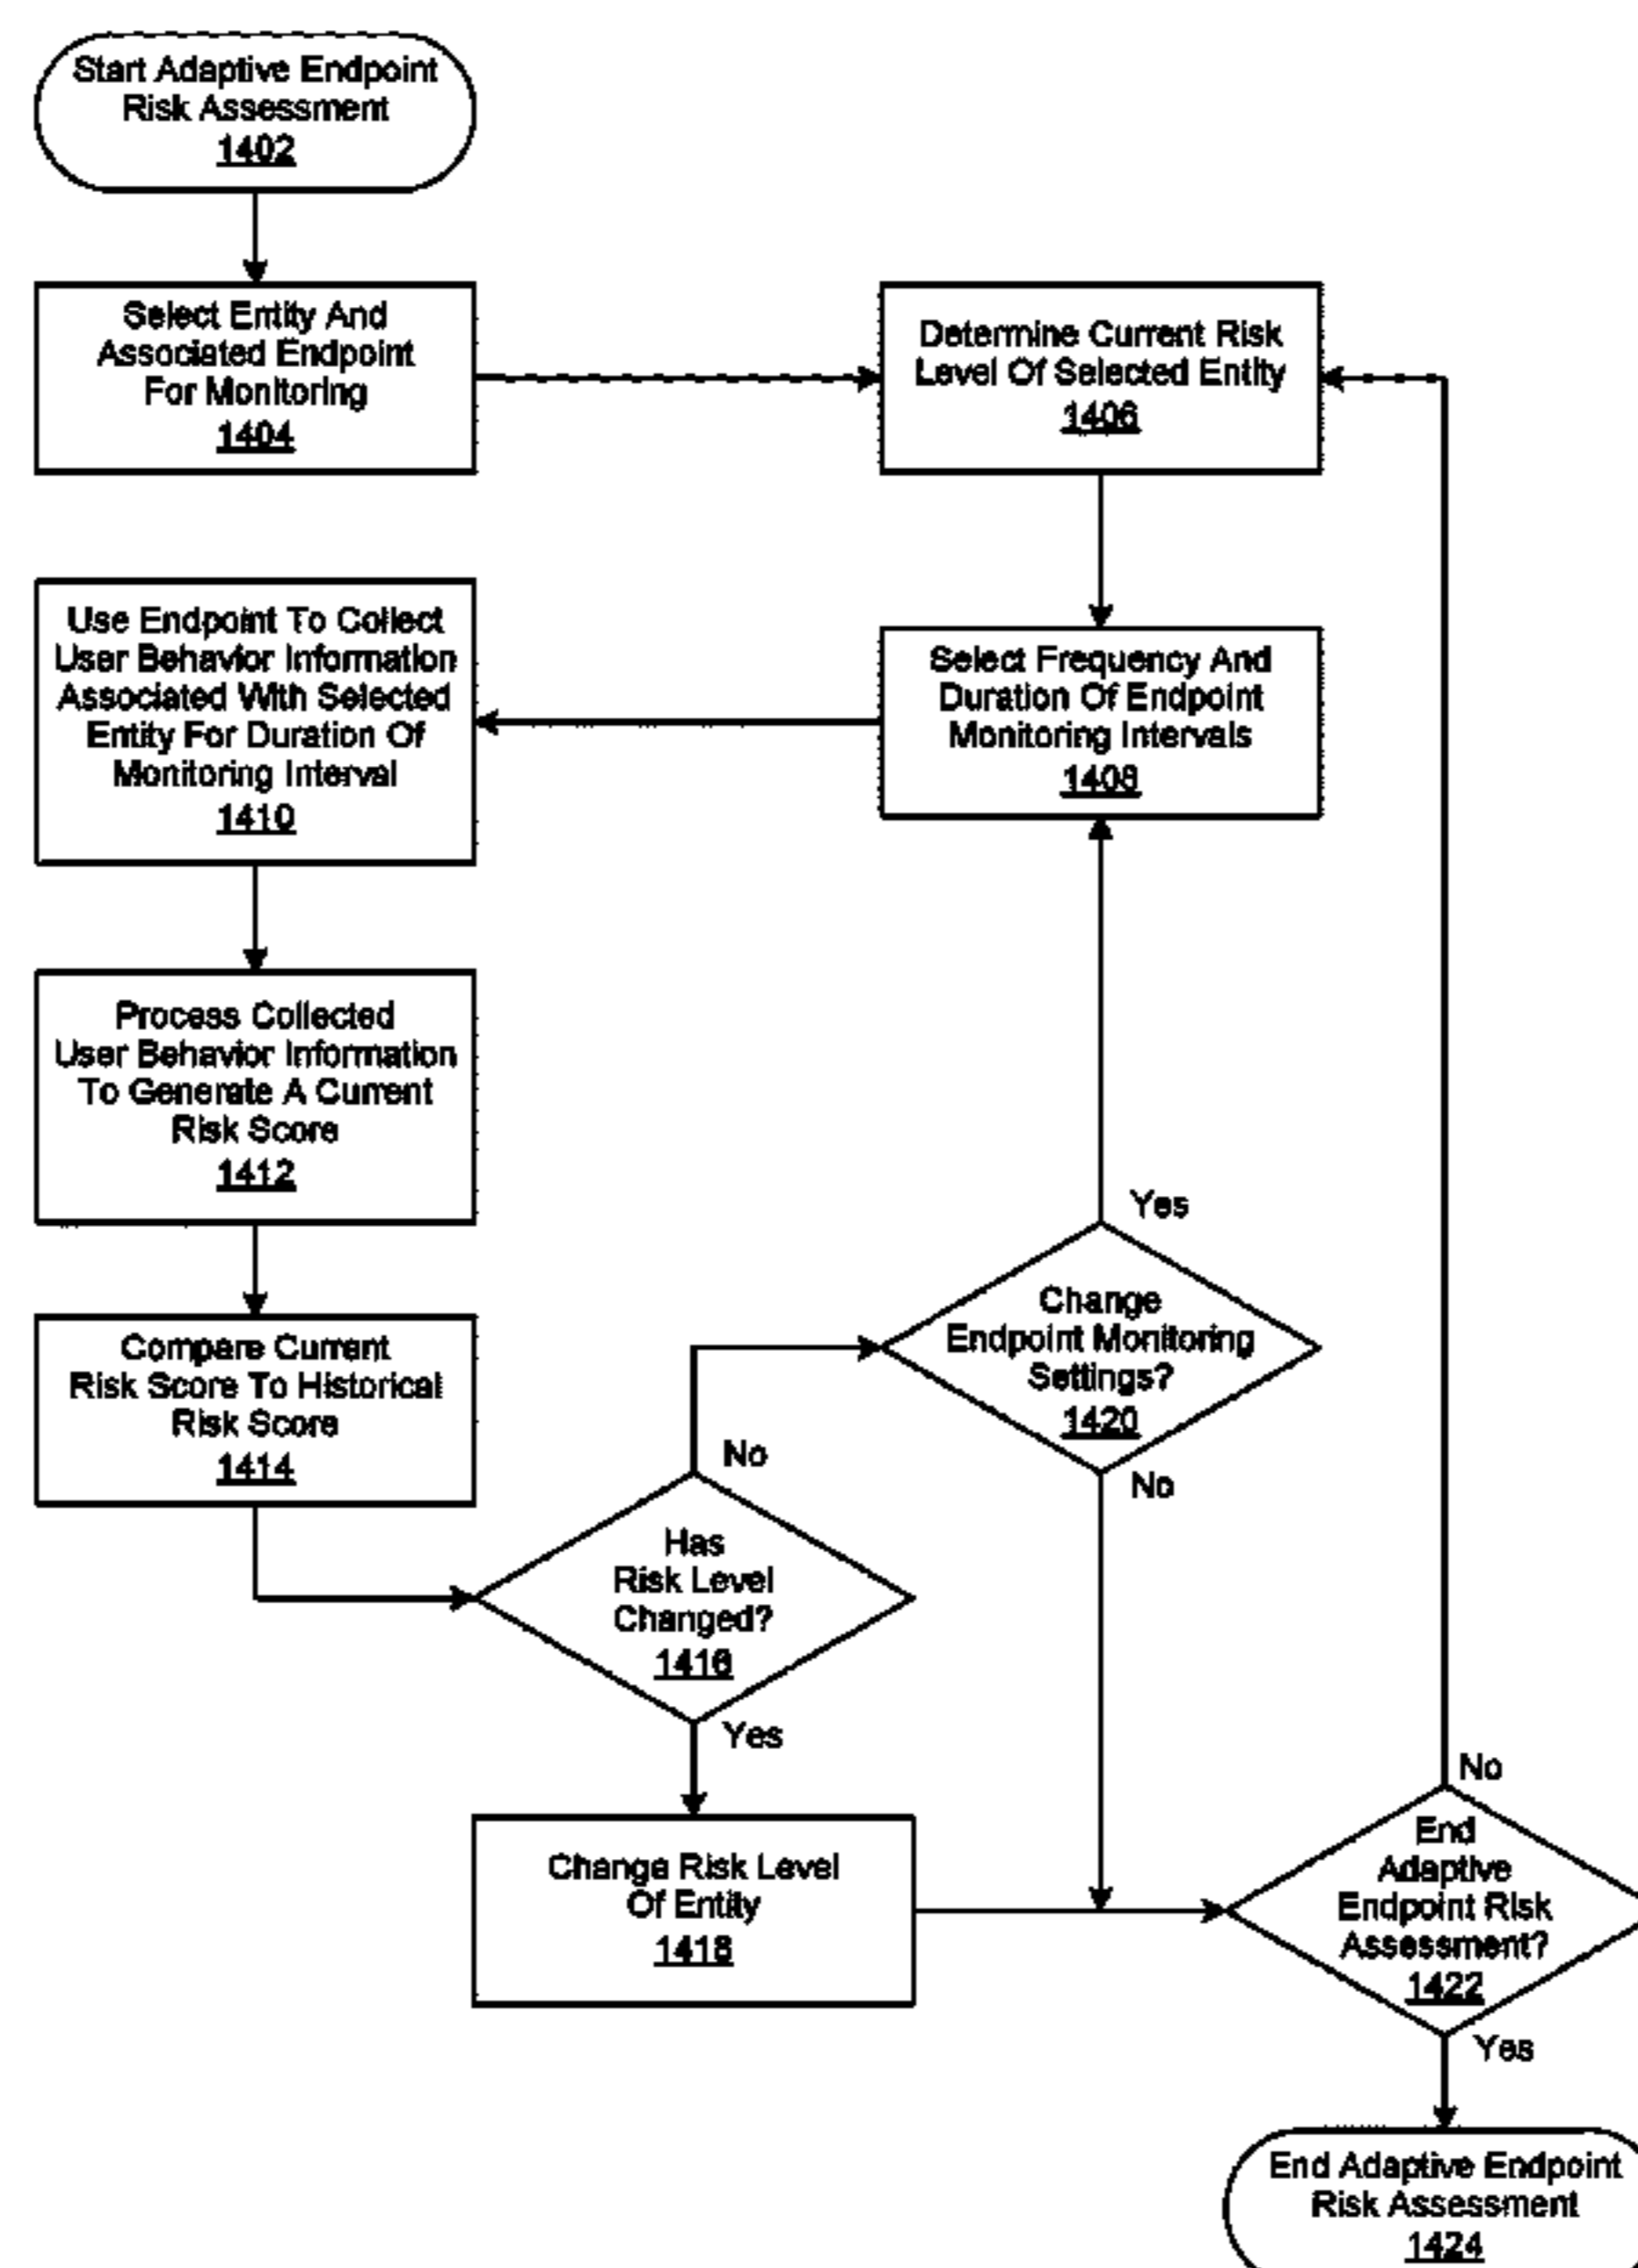 Start Adaptive Endpoint
Risk Assessment
1402
Select Entity And
Associated Endpoint
For Monitoring
1404
Determine Current Risk
Level Of Selected Entity
1406
Select Frequency And
Duration Of Endpoint
Monitoring Intervals
1408
Use Endpoint To Collect
User Behavior Information
Associated With Selected
Entity For Duration Of
Monitoring Interval
1410
Process Collected
User Behavior Information
To Generate A Current
Risk Score
1412
Compare Current
Risk Score To Historical
Risk Score
1414
Has
Risk Level
Changed?
1416
No
Yes
Change Risk Level
Of Entity
1418
Change
Endpoint Monitoring
Settings?
1420
Yes
No
End
Adaptive
Endpoint Risk
Assessment?
1422
No
Yes
End Adaptive Endpoint
Risk Assessment
1424